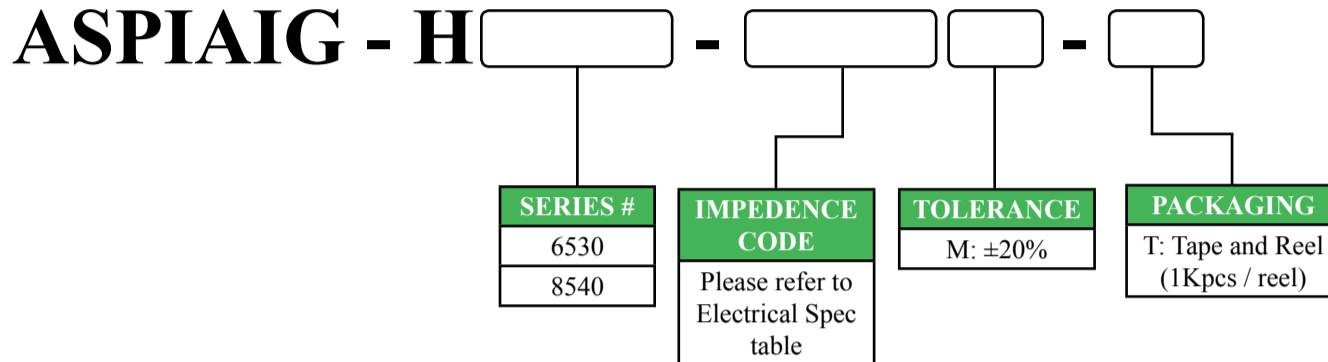 ASPIAIG - H - -
SERIES #
6530
8540
IMPEDENCE
CODE
Please refer to
Electrical Spec
table
TOLERANCE
M: ±20%
PACKAGING
T: Tape and Reel
(1Kpcs / reel)